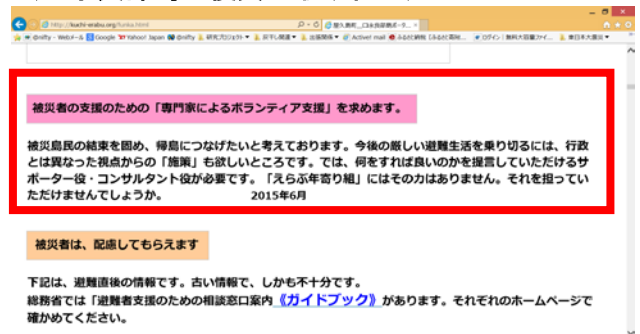 http://kuchi-erabu.org/funka.html
被災者の支援のための「専門家によるボランティア支援」を求めます。
被災島民の結束を固め、帰島につなげたいと考えております。今後の厳しい避難生活を乗り切るには、行政
とは異なった視点からの「施策」も欲しいところです。では、何をすれば良いのかを提言していただけるサ
ポーター役・コンサルタント役が必要です。「えらぶ年寄り組」にはその力はありません。それを担ってい
ただけませんでしょうか。 2015年6月
被災者は、配慮してもらえます
下記は、避難直後の情報です。古い情報で、しかも不十分です。
総務省では「避難者支援のための相談窓口案内《ガイドブック》があります。それぞれのホームページで
確かめてください。